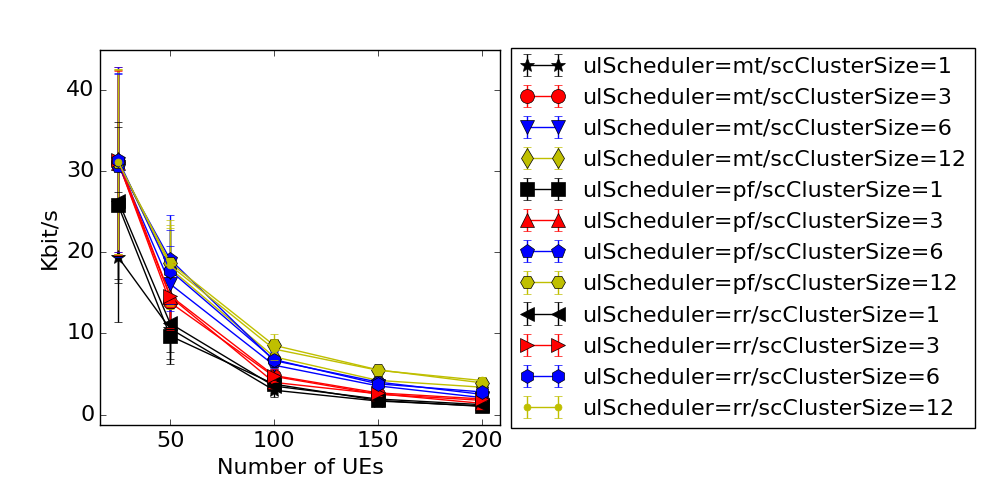 40
30
20
10
0
Kbit/s
50
100
150
200
Number of UEs
ulScheduler=mt/scClusterSize=1
ulScheduler=mt/scClusterSize=3
ulScheduler=mt/scClusterSize=6
ulScheduler=mt/scClusterSize=12
ulScheduler=pf/scClusterSize=1
ulScheduler=pf/scClusterSize=3
ulScheduler=pf/scClusterSize=6
ulScheduler=pf/scClusterSize=12
ulScheduler=rr/scClusterSize=1
ulScheduler=rr/scClusterSize=3
ulScheduler=rr/scClusterSize=6
ulScheduler=rr/scClusterSize=12